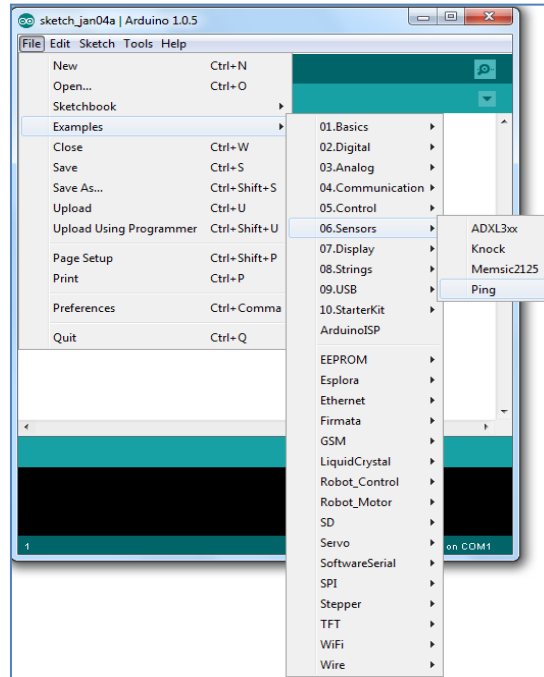 sketch_jan04a | Arduino 1.0.5
File Edit Sketch Tools Help
New Ctrl+N
Open... Ctrl+O
Sketchbook
Examples
Close Ctrl+W
Save Ctrl+S
Save As... Ctrl+Shift+S
Upload Ctrl+U
Upload Using Programmer Ctrl+Shift+U
Page Setup Ctrl+Shift+P
Print Ctrl+P
Preferences Ctrl+Comma
Quit Ctrl+Q
01.Basics
02.Digital
03.Analog
04.Communication
05.Control
06.Sensors
07.Display
08.Strings
09.USB
10.StarterKit
ArduinoISP
EEPROM
Esplora
Ethernet
Firmata
GSM
LiquidCrystal
Robot_Control
Robot_Motor
SD
Servo
SoftwareSerial
SPI
Stepper
TFT
WiFi
Wire
ADXL3xx
Knock
Memsic2125
Ping
1 on COM1